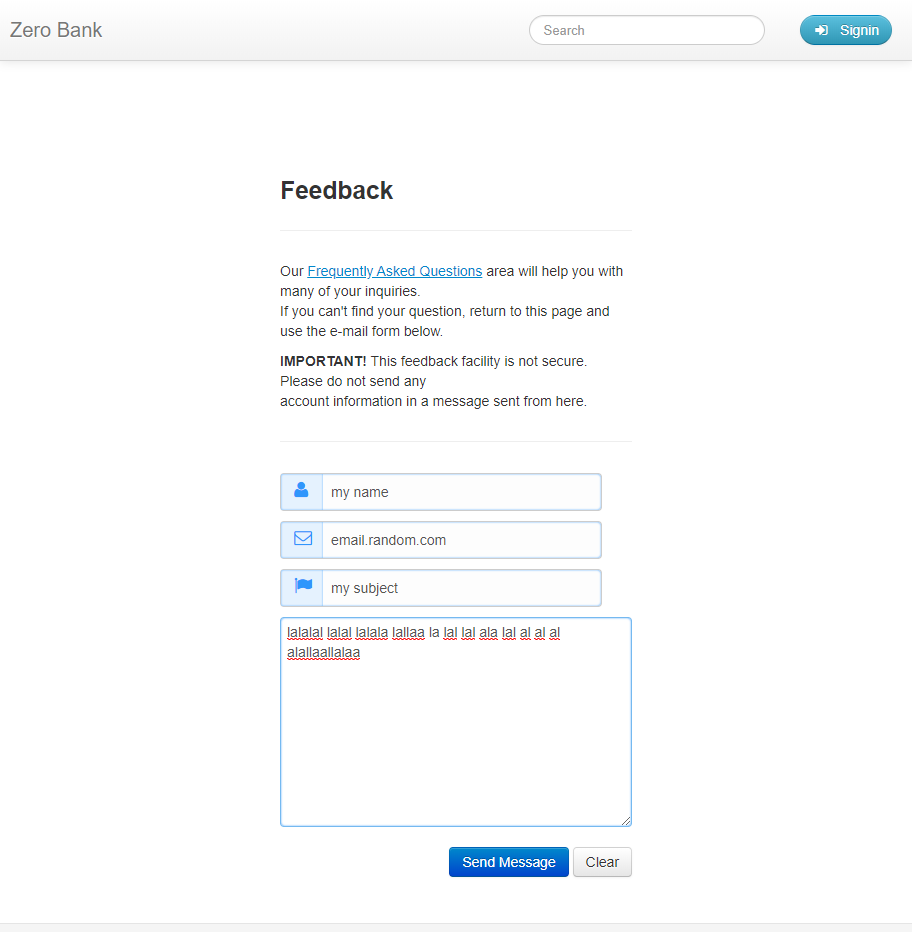 Zero Bank
Search
Signin
Feedback
Our Frequently Asked Questions area will help you with
many of your inquiries.
If you can't find your question, return to this page and
use the e-mail form below.
IMPORTANT! This feedback facility is not secure.
Please do not send any
account information in a message sent from here.
my name
email.random.com
my subject
lalalal lalal lalala lallaa la lal lal ala lal al al al
alallaallalaa
Send Message
Clear